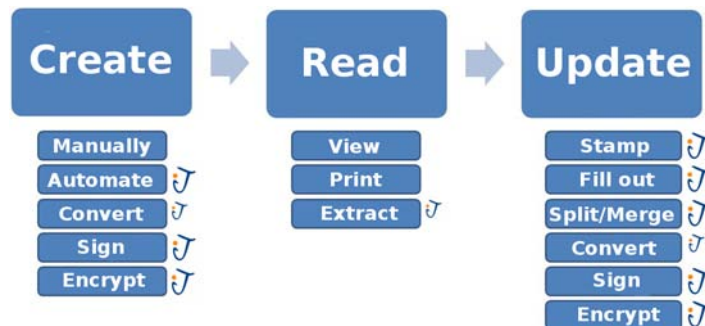 Create
Read
Update
Manually
Automate
Convert
Sign
Encrypt
View
Print
Extract
Stamp
Fill out
Split/Merge
Convert
Sign
Encrypt